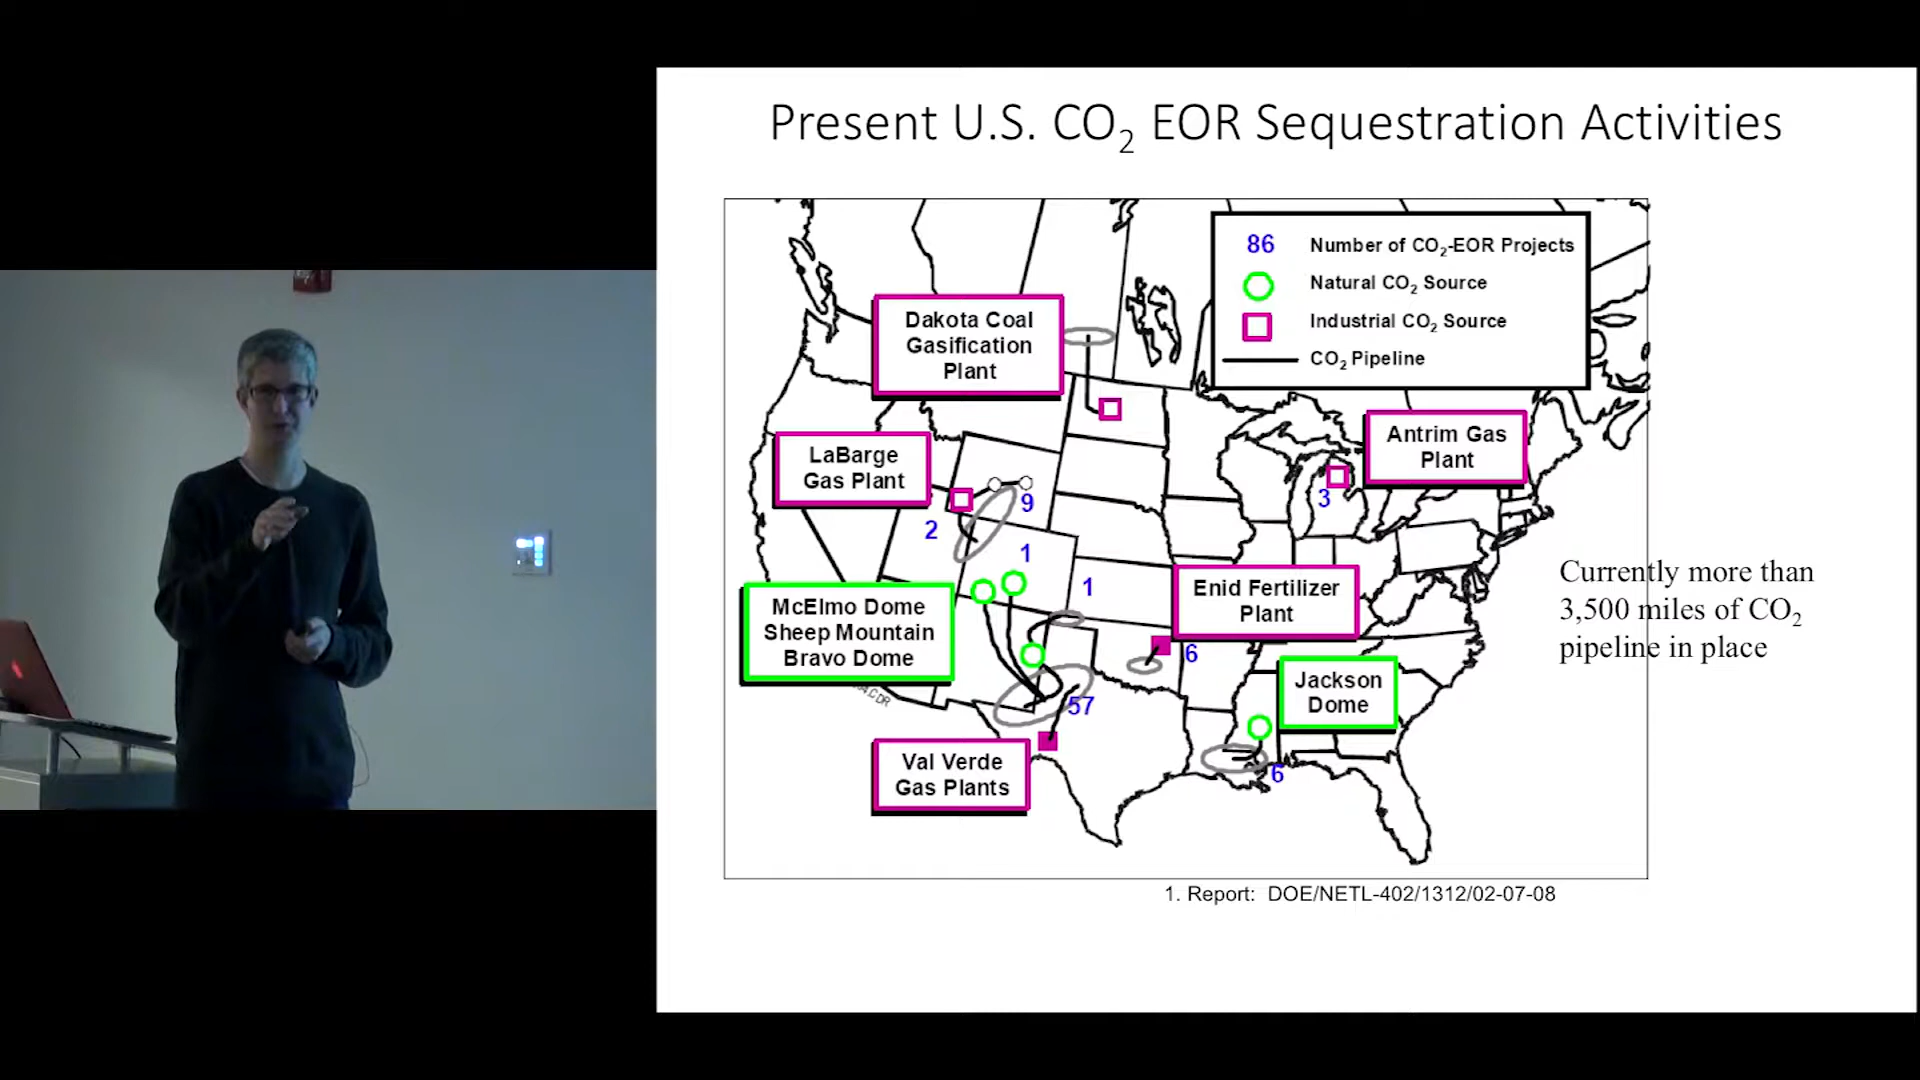 Present U.S. CO₂ EOR Sequestration Activities
86 Number of CO₂-EOR Projects
Natural CO₂ Source
Industrial CO₂ Source
CO₂ Pipeline
Dakota Coal
Gasification
Plant
Antrim Gas
Plant
LaBarge
Gas Plant
3
9
2
1
1
Enid Fertilizer
Plant
McElmo Dome
Sheep Mountain
Bravo Dome
6
Jackson
Dome
57
Val Verde
Gas Plants
6
Currently more than
3,500 miles of CO₂
pipeline in place
1. Report: DOE/NETL-402/1312/02-07-08